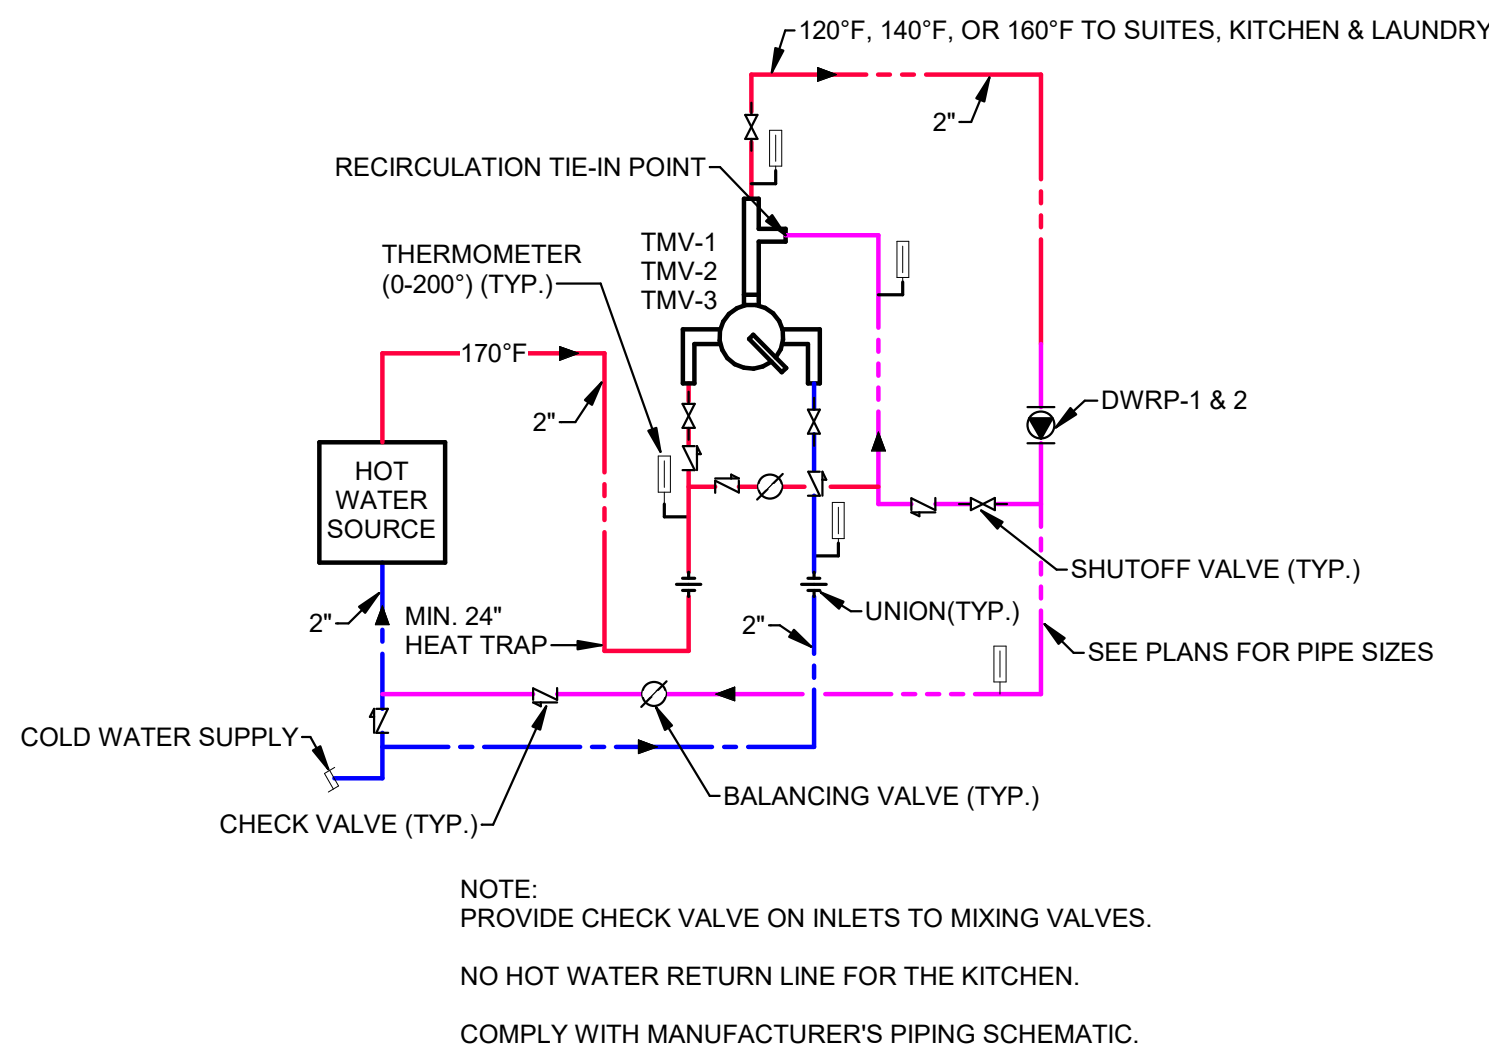 120°F, 140°F, OR 160°F TO SUITES, KITCHEN & LAUNDRY
2"
RECIRCULATION TIE-IN POINT
TMV-1
TMV-2
TMV-3
THERMOMETER
(0-200°) (TYP.)
170°F
2"
DWRP-1 & 2
HOT
WATER
SOURCE
SHUTOFF VALVE (TYP.)
2"
MIN. 24"
HEAT TRAP
2"
UNION(TYP.)
SEE PLANS FOR PIPE SIZES
COLD WATER SUPPLY
BALANCING VALVE (TYP.)
CHECK VALVE (TYP.)
NOTE:
PROVIDE CHECK VALVE ON INLETS TO MIXING VALVES.
NO HOT WATER RETURN LINE FOR THE KITCHEN.
COMPLY WITH MANUFACTURER'S PIPING SCHEMATIC.